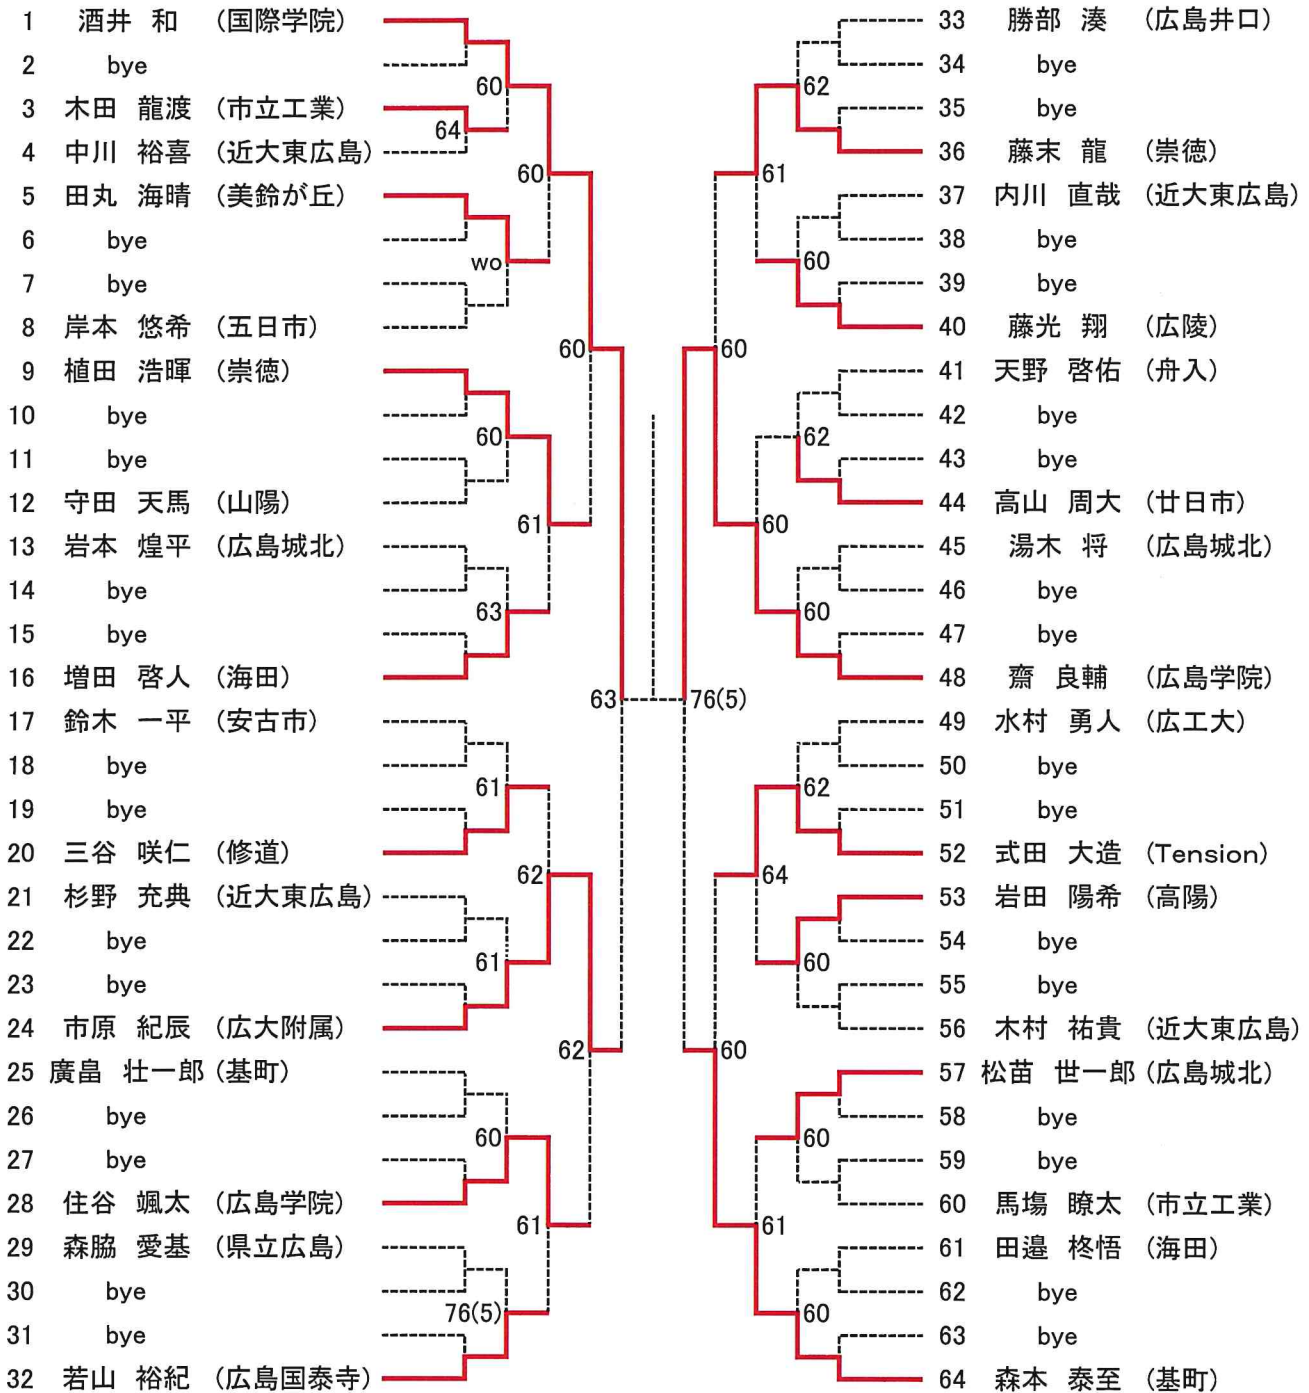 1 酒井 和 (国際学院)
2 bye
3 木田 龍渡 (市立工業)
4 中川 裕喜 (近大東広島)
5 田丸 海晴 (美鈴が丘)
6 bye
7 bye
8 岸本 悠希 (五日市)
9 植田 浩暉 (崇徳)
10 bye
11 bye
12 守田 天馬 (山陽)
13 岩本 煌平 (広島城北)
14 bye
15 bye
16 増田 啓人 (海田)
17 鈴木 一平 (安古市)
18 bye
19 bye
20 三谷 咲仁 (修道)
21 杉野 充典 (近大東広島)
22 bye
23 bye
24 市原 紀辰 (広大附属)
25 廣畠 壮一郎 (基町)
26 bye
27 bye
28 住谷 颯太 (広島学院)
29 森脇 愛基 (県立広島)
30 bye
31 bye
32 若山 裕紀 (広島国泰寺)
64
60
wo
60
63
61
61
60
76(5)
60
61
62
61
60
62
63
76(5)
60
60
61
60
64
61
62
60
62
60
62
60
60
60
33 勝部 湊 (広島井口)
34 bye
35 bye
36 藤末 龍 (崇徳)
37 内川 直哉 (近大東広島)
38 bye
39 bye
40 藤光 翔 (広陵)
41 天野 啓佑 (舟入)
42 bye
43 bye
44 高山 周大 (廿日市)
45 湯木 将 (広島城北)
46 bye
47 bye
48 齋 良輔 (広島学院)
49 水村 勇人 (広工大)
50 bye
51 bye
52 式田 大造 (Tension)
53 岩田 陽希 (高陽)
54 bye
55 bye
56 木村 祐貴 (近大東広島)
57 松苗 世一郎 (広島城北)
58 bye
59 bye
60 馬場 瞭太 (市立工業)
61 田邉 柊悟 (海田)
62 bye
63 bye
64 森本 泰至 (基町)